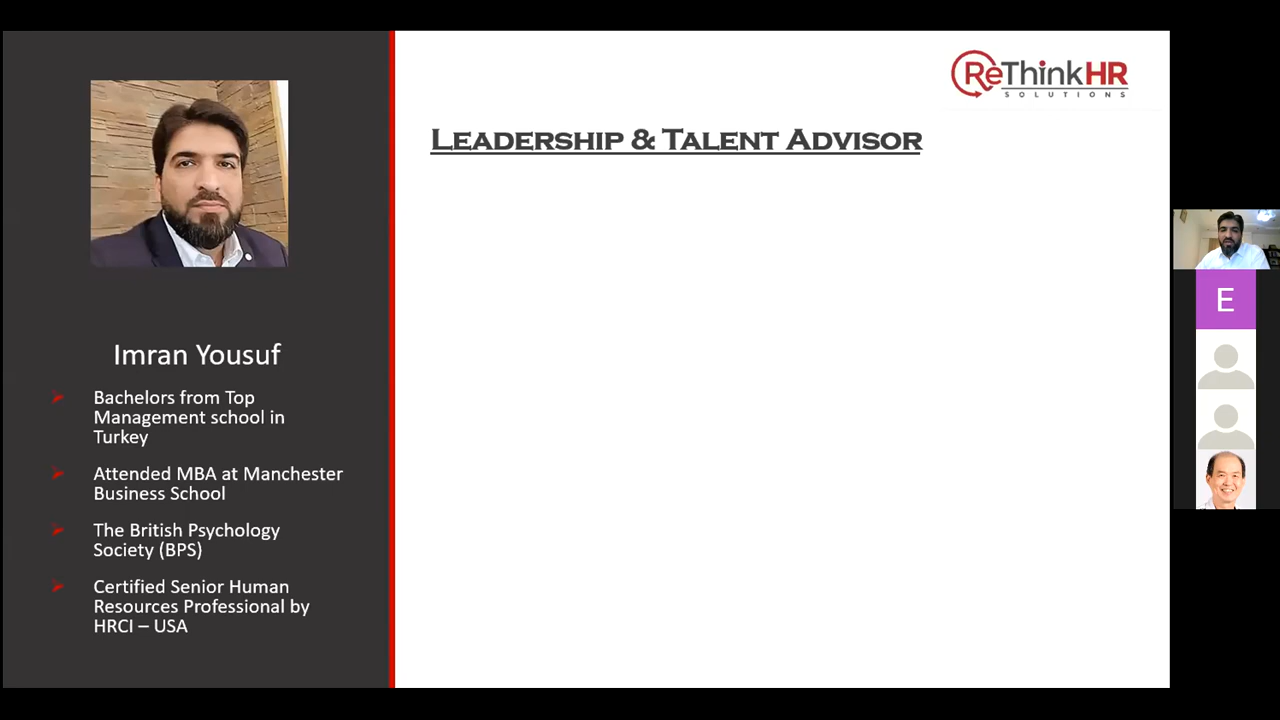 ReThinkHR
SOLUTIONS
LEADERSHIP & TALENT ADVISOR
Imran Yousuf
Bachelors from Top
Management school in
Turkey
Attended MBA at Manchester
Business School
The British Psychology
Society (BPS)
Certified Senior Human
Resources Professional by
HRCI – USA
E